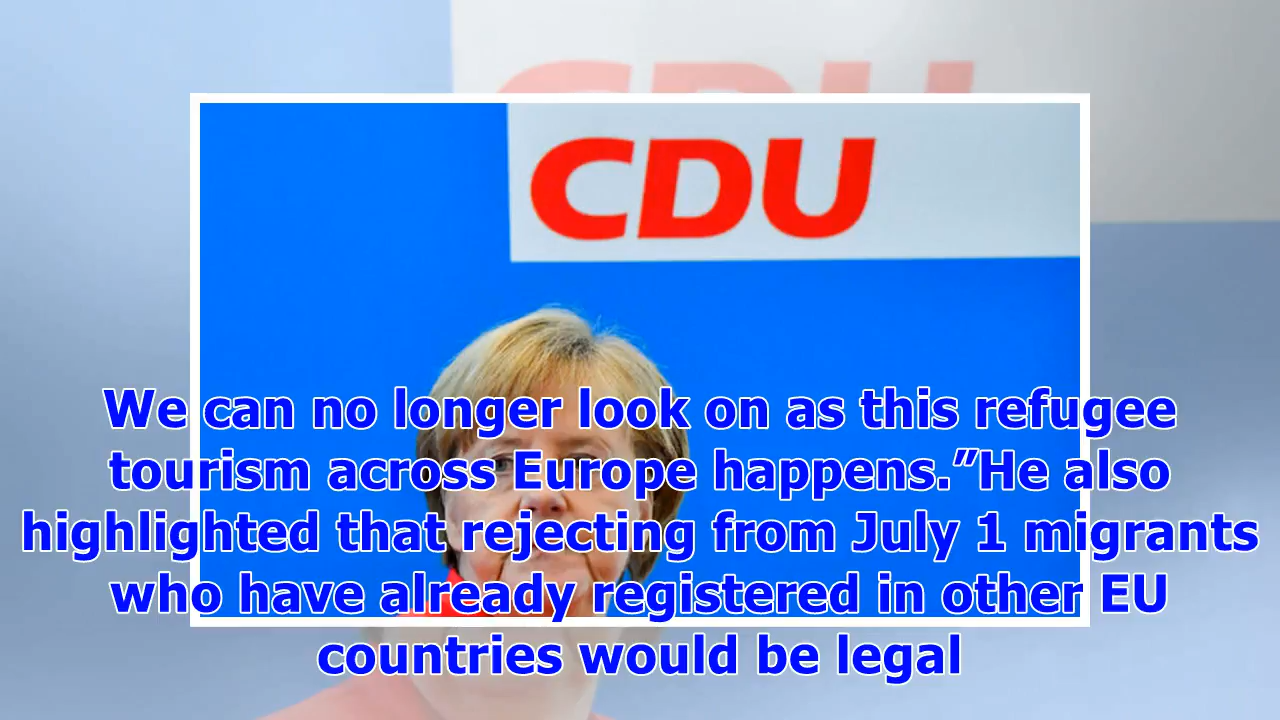 CDU
CDU
We can no longer look on as this refugee
tourism across Europe happens.”He also
highlighted that rejecting from July 1 migrants
who have already registered in other EU
countries would be legal